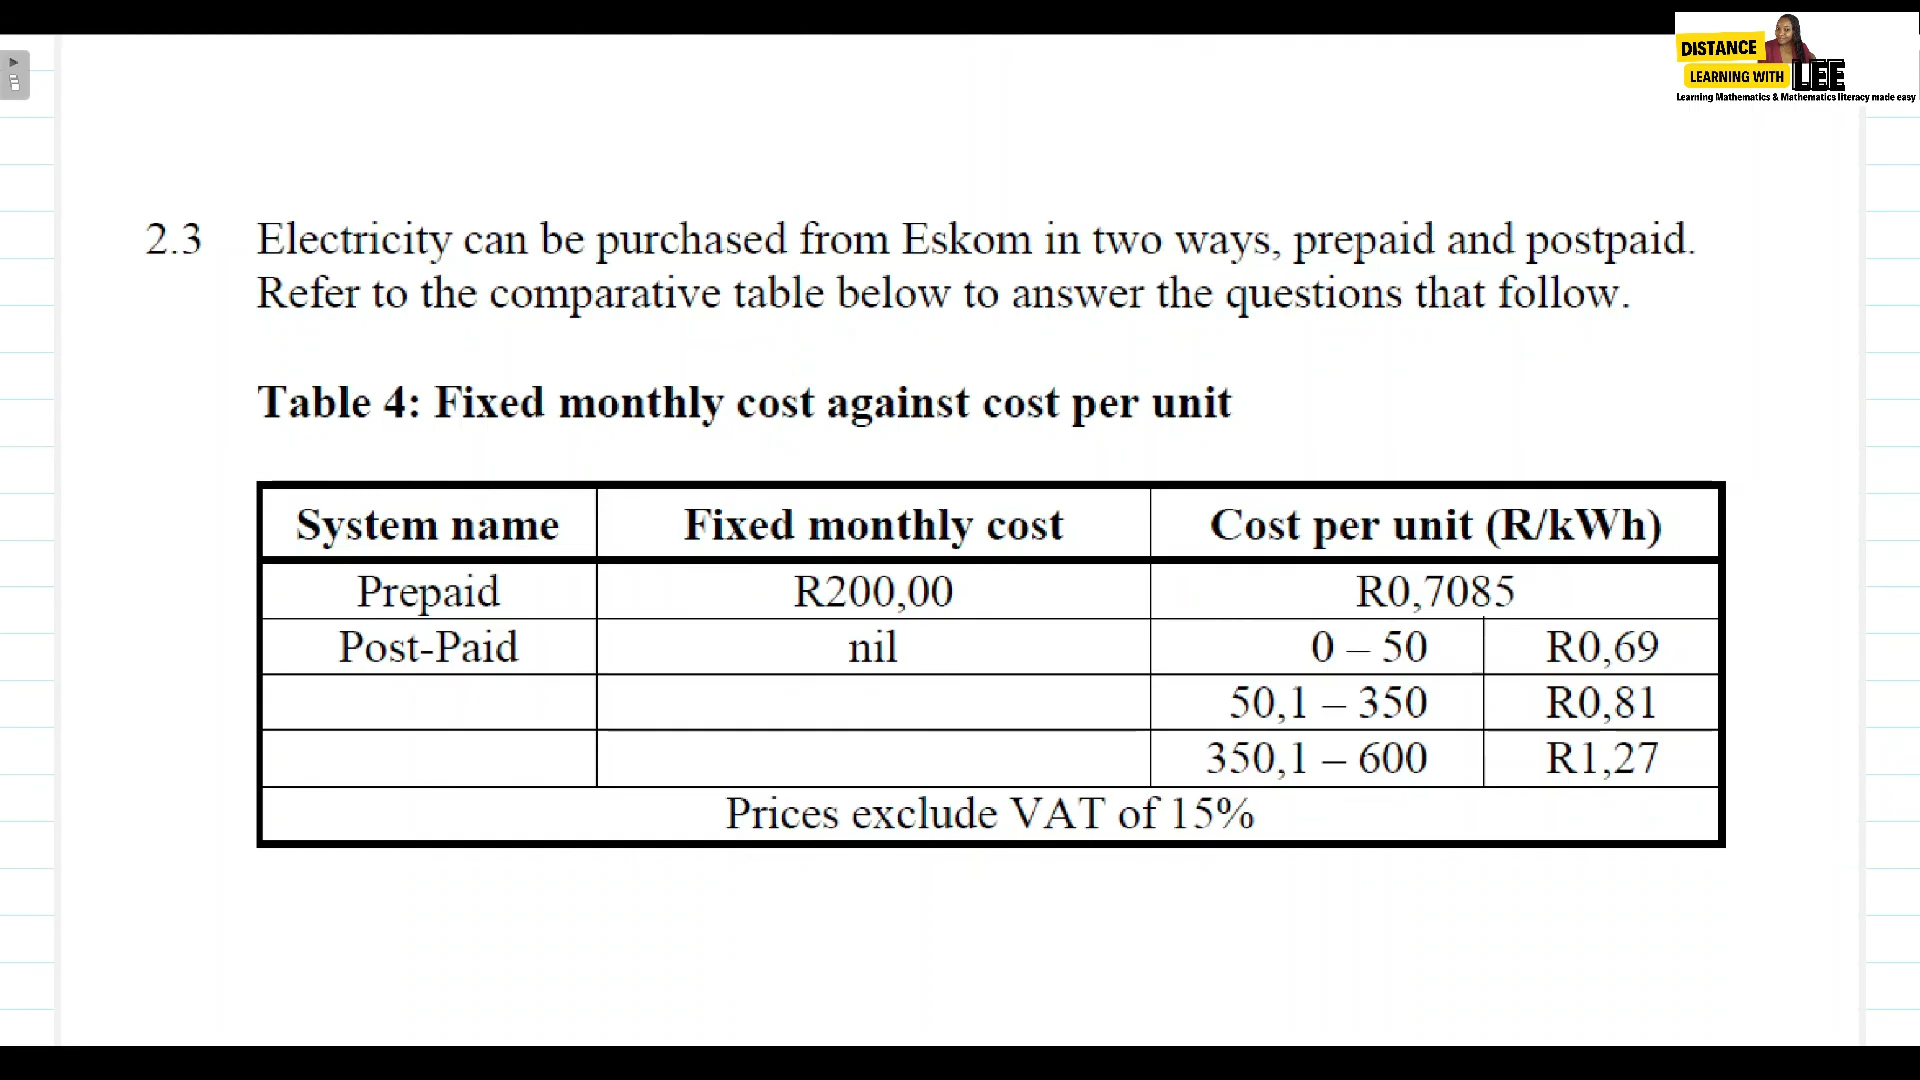 DISTANCE
LEARNING WITH LEE
Learning Mathematics & Mathematics literacy made easy
2.3 Electricity can be purchased from Eskom in two ways, prepaid and postpaid.
Refer to the comparative table below to answer the questions that follow.
Table 4: Fixed monthly cost against cost per unit
System name Fixed monthly cost Cost per unit (R/kWh)
Prepaid R200,00 R0,7085
Post-Paid nil 0 – 50 R0,69
50,1 – 350 R0,81
350,1 – 600 R1,27
Prices exclude VAT of 15%